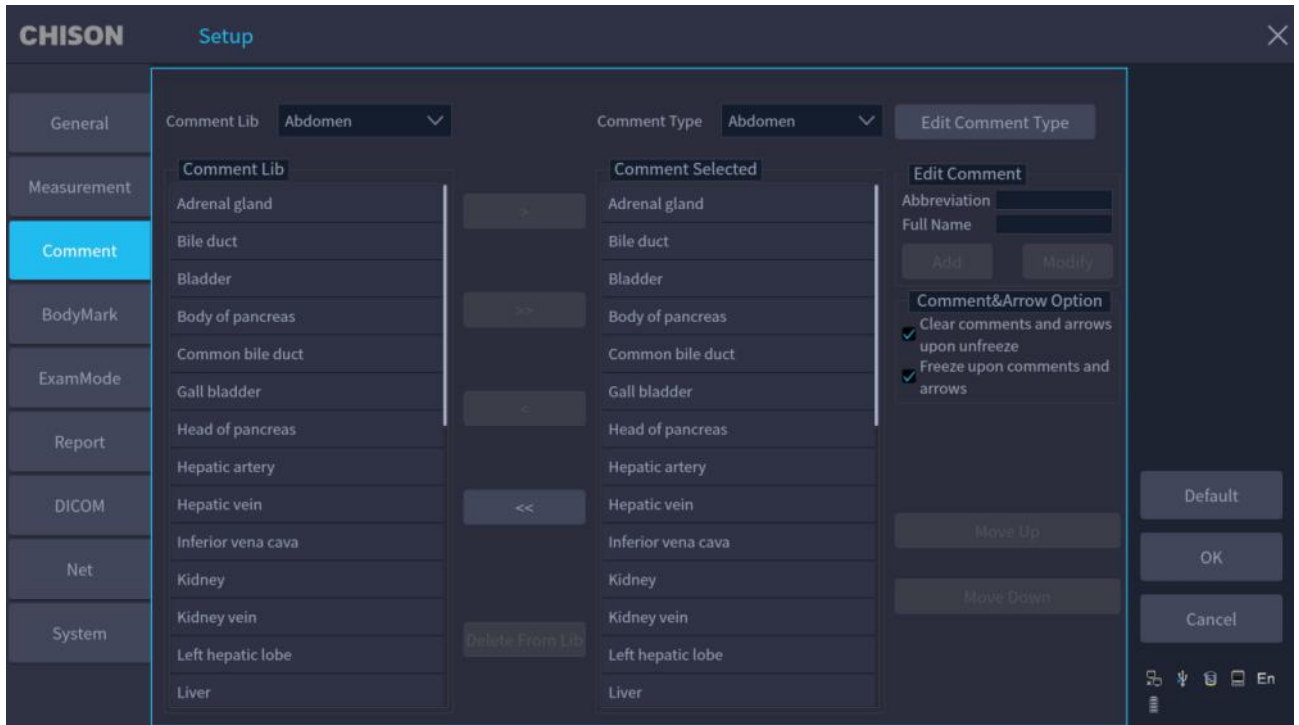 CHISON
Setup
General
Measurement
Comment
BodyMark
ExamMode
Report
DICOM
Net
System
Comment Lib
Abdomen
Comment Lib
Adrenal gland
Bile duct
Bladder
Body of pancreas
Common bile duct
Gall bladder
Head of pancreas
Hepatic artery
Hepatic vein
Inferior vena cava
Kidney
Kidney vein
Left hepatic lobe
Liver
>
>>
<
<<
Delete From Lib
Comment Type
Abdomen
Edit Comment Type
Comment Selected
Adrenal gland
Bile duct
Bladder
Body of pancreas
Common bile duct
Gall bladder
Head of pancreas
Hepatic artery
Hepatic vein
Inferior vena cava
Kidney
Kidney vein
Left hepatic lobe
Liver
Edit Comment
Abbreviation
Full Name
Add
Modify
Comment&Arrow Option
Clear comments and arrows
upon unfreeze
Freeze upon comments and
arrows
Move Up
Move Down
Default
OK
Cancel
En